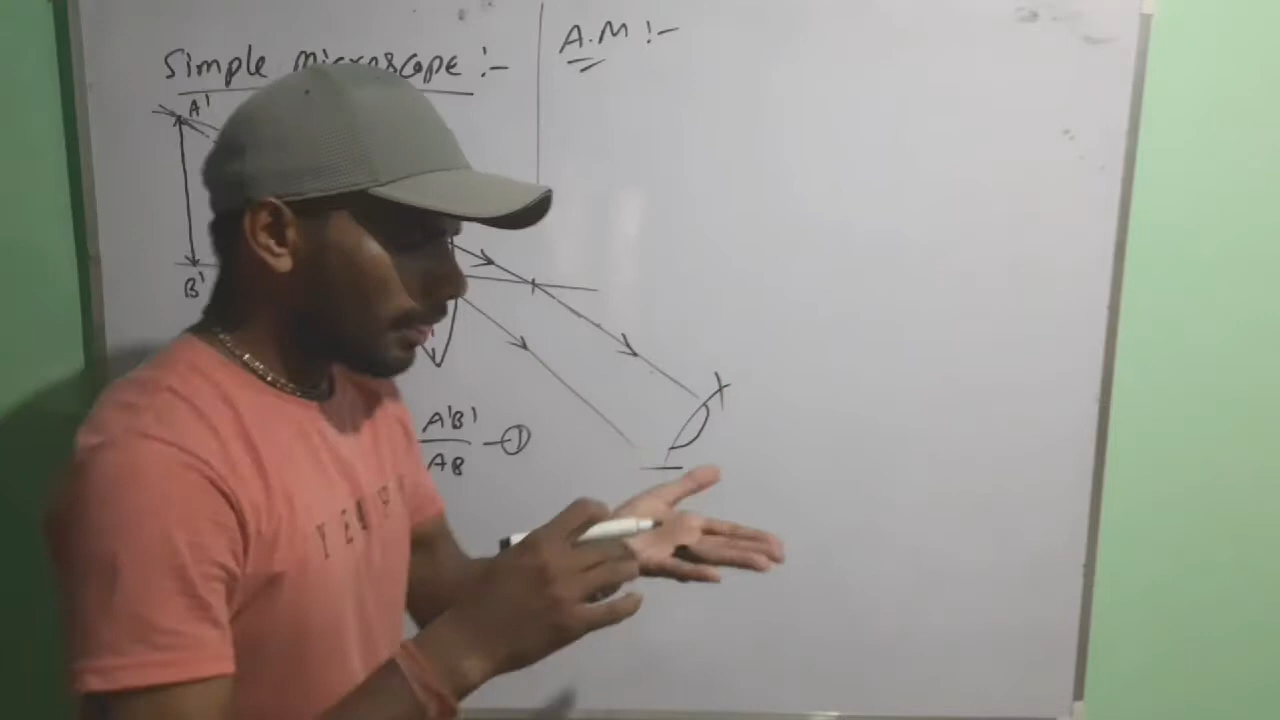 Simple Microscope :-
A'
B'
A'B'
AB
①
A.M :-